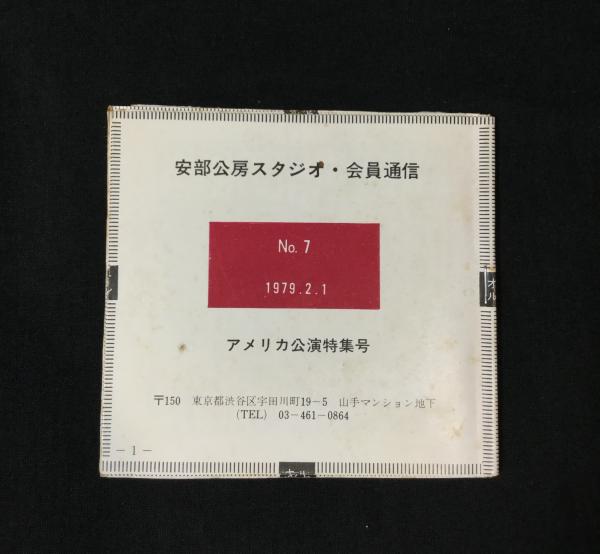 安部公房スタジオ・会員通信
No. 7
1979.2.1
アメリカ公演特集号
〒150 東京都渋谷区宇田川町19-5 山手マンション地下
(TEL) 03-461-0864
- 1 -